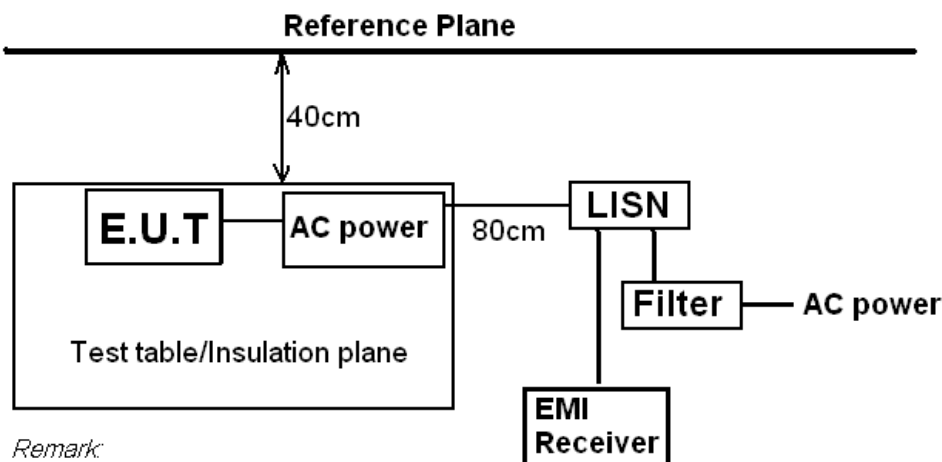 Reference Plane
40cm
E.U.T
AC power
80cm
LISN
Filter
AC power
Test table/Insulation plane
EMI
Receiver
Remark: